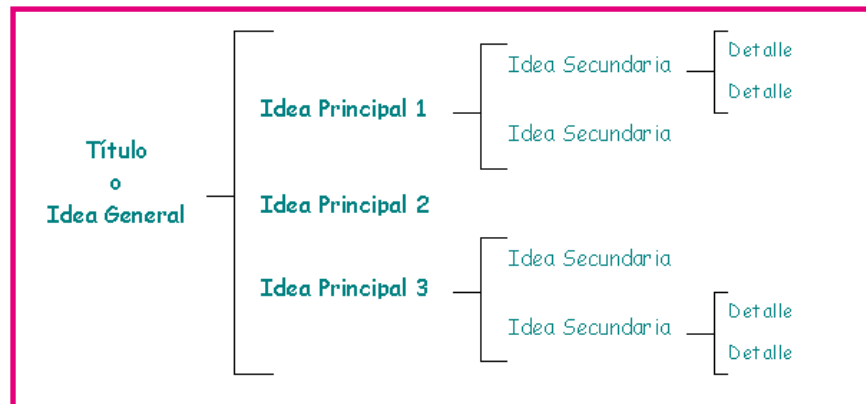 Título
o
Idea General
Idea Principal 1
Idea Secundaria
Detalle
Detalle
Idea Secundaria
Idea Principal 2
Idea Principal 3
Idea Secundaria
Idea Secundaria
Detalle
Detalle